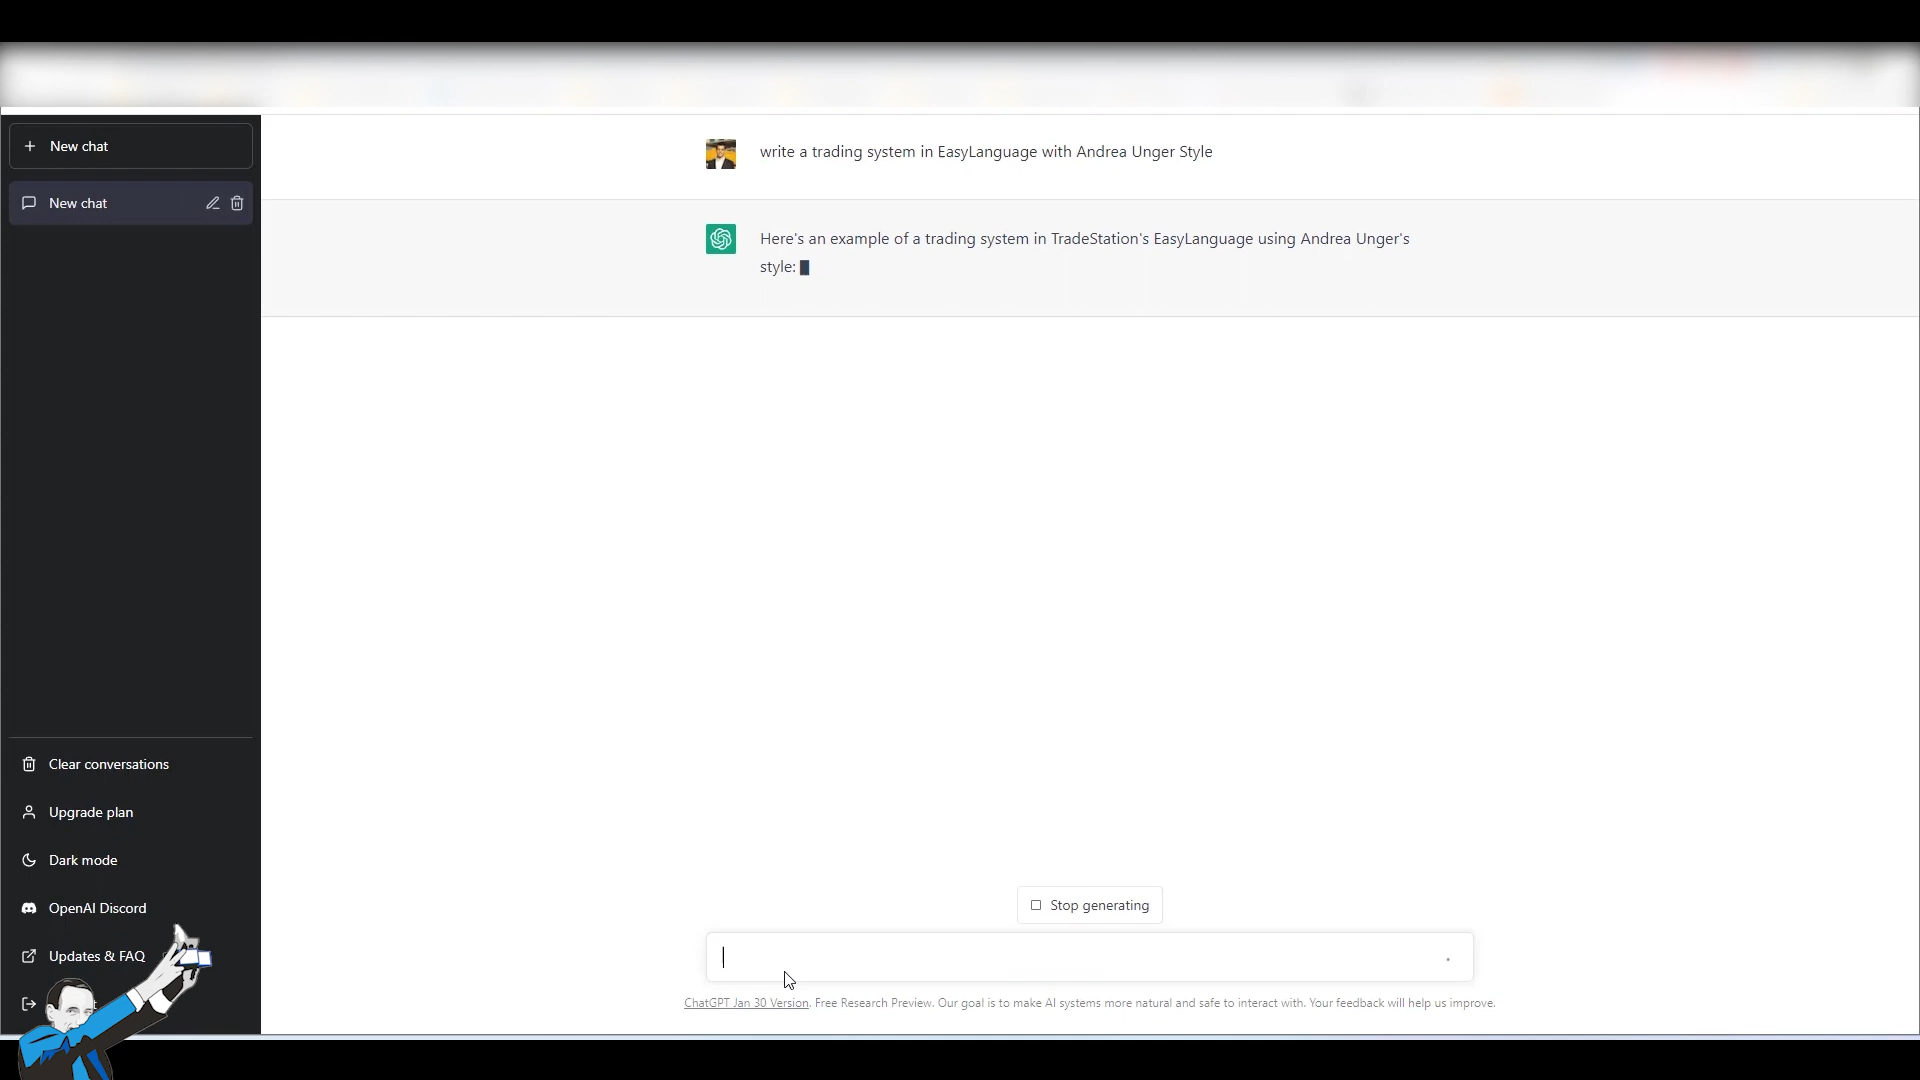 New chat
New chat
write a trading system in EasyLanguage with Andrea Unger Style
Here's an example of a trading system in TradeStation's EasyLanguage using Andrea Unger's
style:
Clear conversations
Upgrade plan
Dark mode
OpenAI Discord
Updates & FAQ
Stop generating
ChatGPT Jan 30 Version. Free Research Preview. Our goal is to make AI systems more natural and safe to interact with. Your feedback will help us improve.